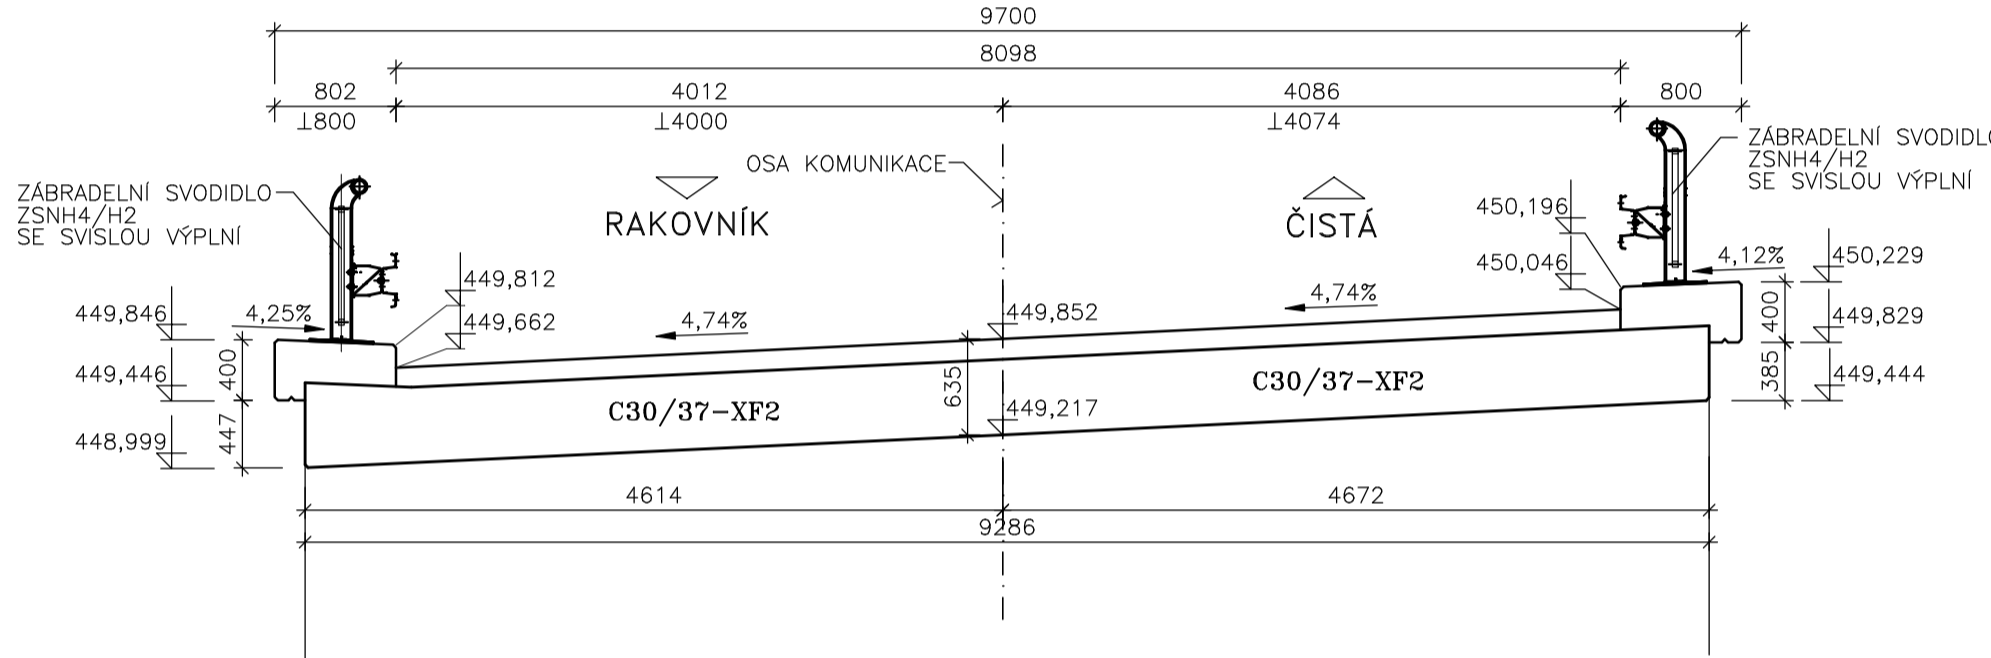 9700
8098
802 4012 4086 800
⊥800 ⊥4000 ⊥4074
OSA KOMUNIKACE
ZÁBRADELNÍ SVODIDLO
ZSNH4/H2
SE SVISLOU VÝPLNÍ
RAKOVNÍK
ČISTÁ
ZÁBRADELNÍ SVODIDLO
ZSNH4/H2
SE SVISLOU VÝPLNÍ
450,196
450,046
4,12%
450,229
449,812
449,662
449,846
4,25%
4,74%
449,852
4,74%
400
449,829
449,446
400
635
C30/37-XF2
C30/37-XF2
385
449,444
449,217
448,999
447
4614 4672
9286